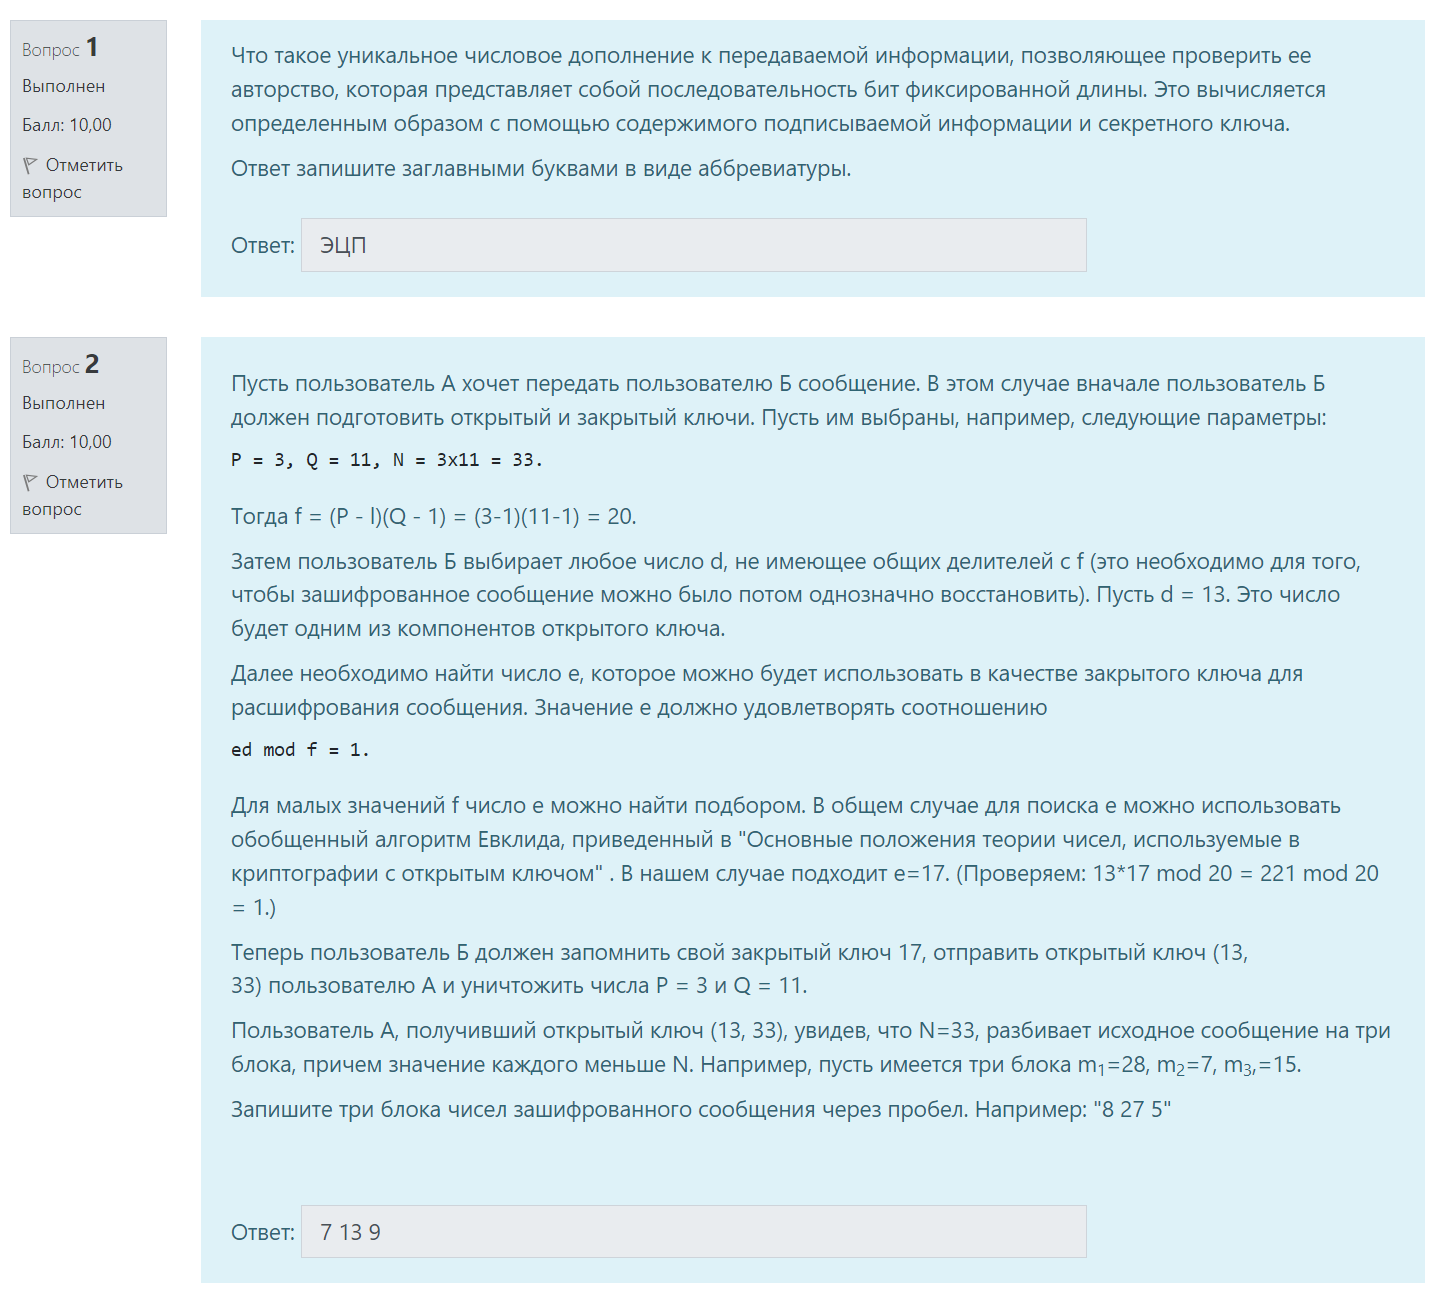 Вопрос 1
Выполнен
Балл: 10,00
Отметить
вопрос
Что такое уникальное числовое дополнение к передаваемой информации, позволяющее проверить ее
авторство, которая представляет собой последовательность бит фиксированной длины. Это вычисляется
определенным образом с помощью содержимого подписываемой информации и секретного ключа.
Ответ запишите заглавными буквами в виде аббревиатуры.
Ответ: ЭЦП
Вопрос 2
Выполнен
Балл: 10,00
Отметить
вопрос
Пусть пользователь А хочет передать пользователю Б сообщение. В этом случае вначале пользователь Б
должен подготовить открытый и закрытый ключи. Пусть им выбраны, например, следующие параметры:
P = 3, Q = 11, N = 3x11 = 33.
Тогда f = (P - l)(Q - 1) = (3-1)(11-1) = 20.
Затем пользователь Б выбирает любое число d, не имеющее общих делителей с f (это необходимо для того,
чтобы зашифрованное сообщение можно было потом однозначно восстановить). Пусть d = 13. Это число
будет одним из компонентов открытого ключа.
Далее необходимо найти число e, которое можно будет использовать в качестве закрытого ключа для
расшифрования сообщения. Значение e должно удовлетворять соотношению
ed mod f = 1.
Для малых значений f число e можно найти подбором. В общем случае для поиска e можно использовать
обобщенный алгоритм Евклида, приведенный в "Основные положения теории чисел, используемые в
криптографии с открытым ключом" . В нашем случае подходит e=17. (Проверяем: 13*17 mod 20 = 221 mod 20
= 1.)
Теперь пользователь Б должен запомнить свой закрытый ключ 17, отправить открытый ключ (13,
33) пользователю А и уничтожить числа P = 3 и Q = 11.
Пользователь А, получивший открытый ключ (13, 33), увидев, что N=33, разбивает исходное сообщение на три
блока, причем значение каждого меньше N. Например, пусть имеется три блока m1=28, m2=7, m3,=15.
Запишите три блока чисел зашифрованного сообщения через пробел. Например: "8 27 5"
Ответ: 7 13 9